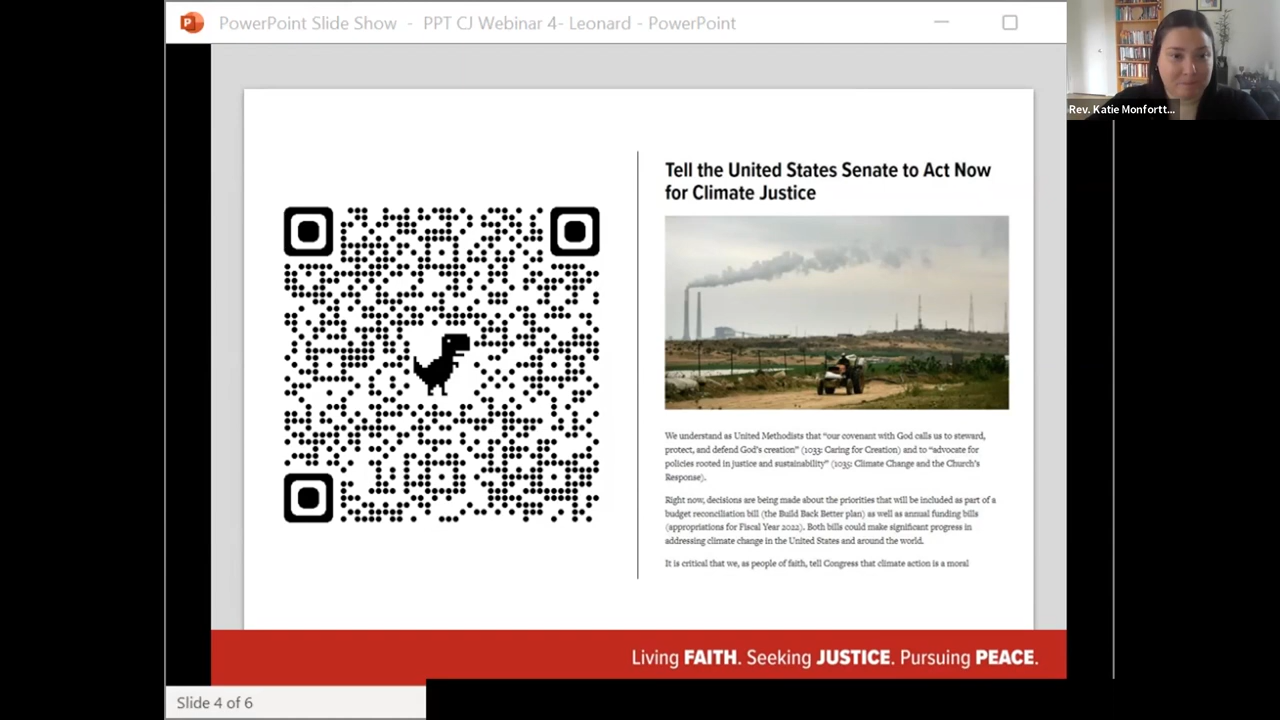 PowerPoint Slide Show - PPT CJ Webinar 4- Leonard - PowerPoint
Rev. Katie Monfortt...
Tell the United States Senate to Act Now
for Climate Justice
We understand as United Methodists that “our covenant with God calls us to steward,
protect, and defend God’s creation” (1033: Caring for Creation) and to “advocate for
policies rooted in justice and sustainability” (1035: Climate Change and the Church’s
Response).
Right now, decisions are being made about the priorities that will be included as part of a
budget reconciliation bill (the Build Back Better plan) as well as annual funding bills
(appropriations for Fiscal Year 2022). Both bills could make significant progress in
addressing climate change in the United States and around the world.
It is critical that we, as people of faith, tell Congress that climate action is a moral
Living FAITH. Seeking JUSTICE. Pursuing PEACE.
Slide 4 of 6